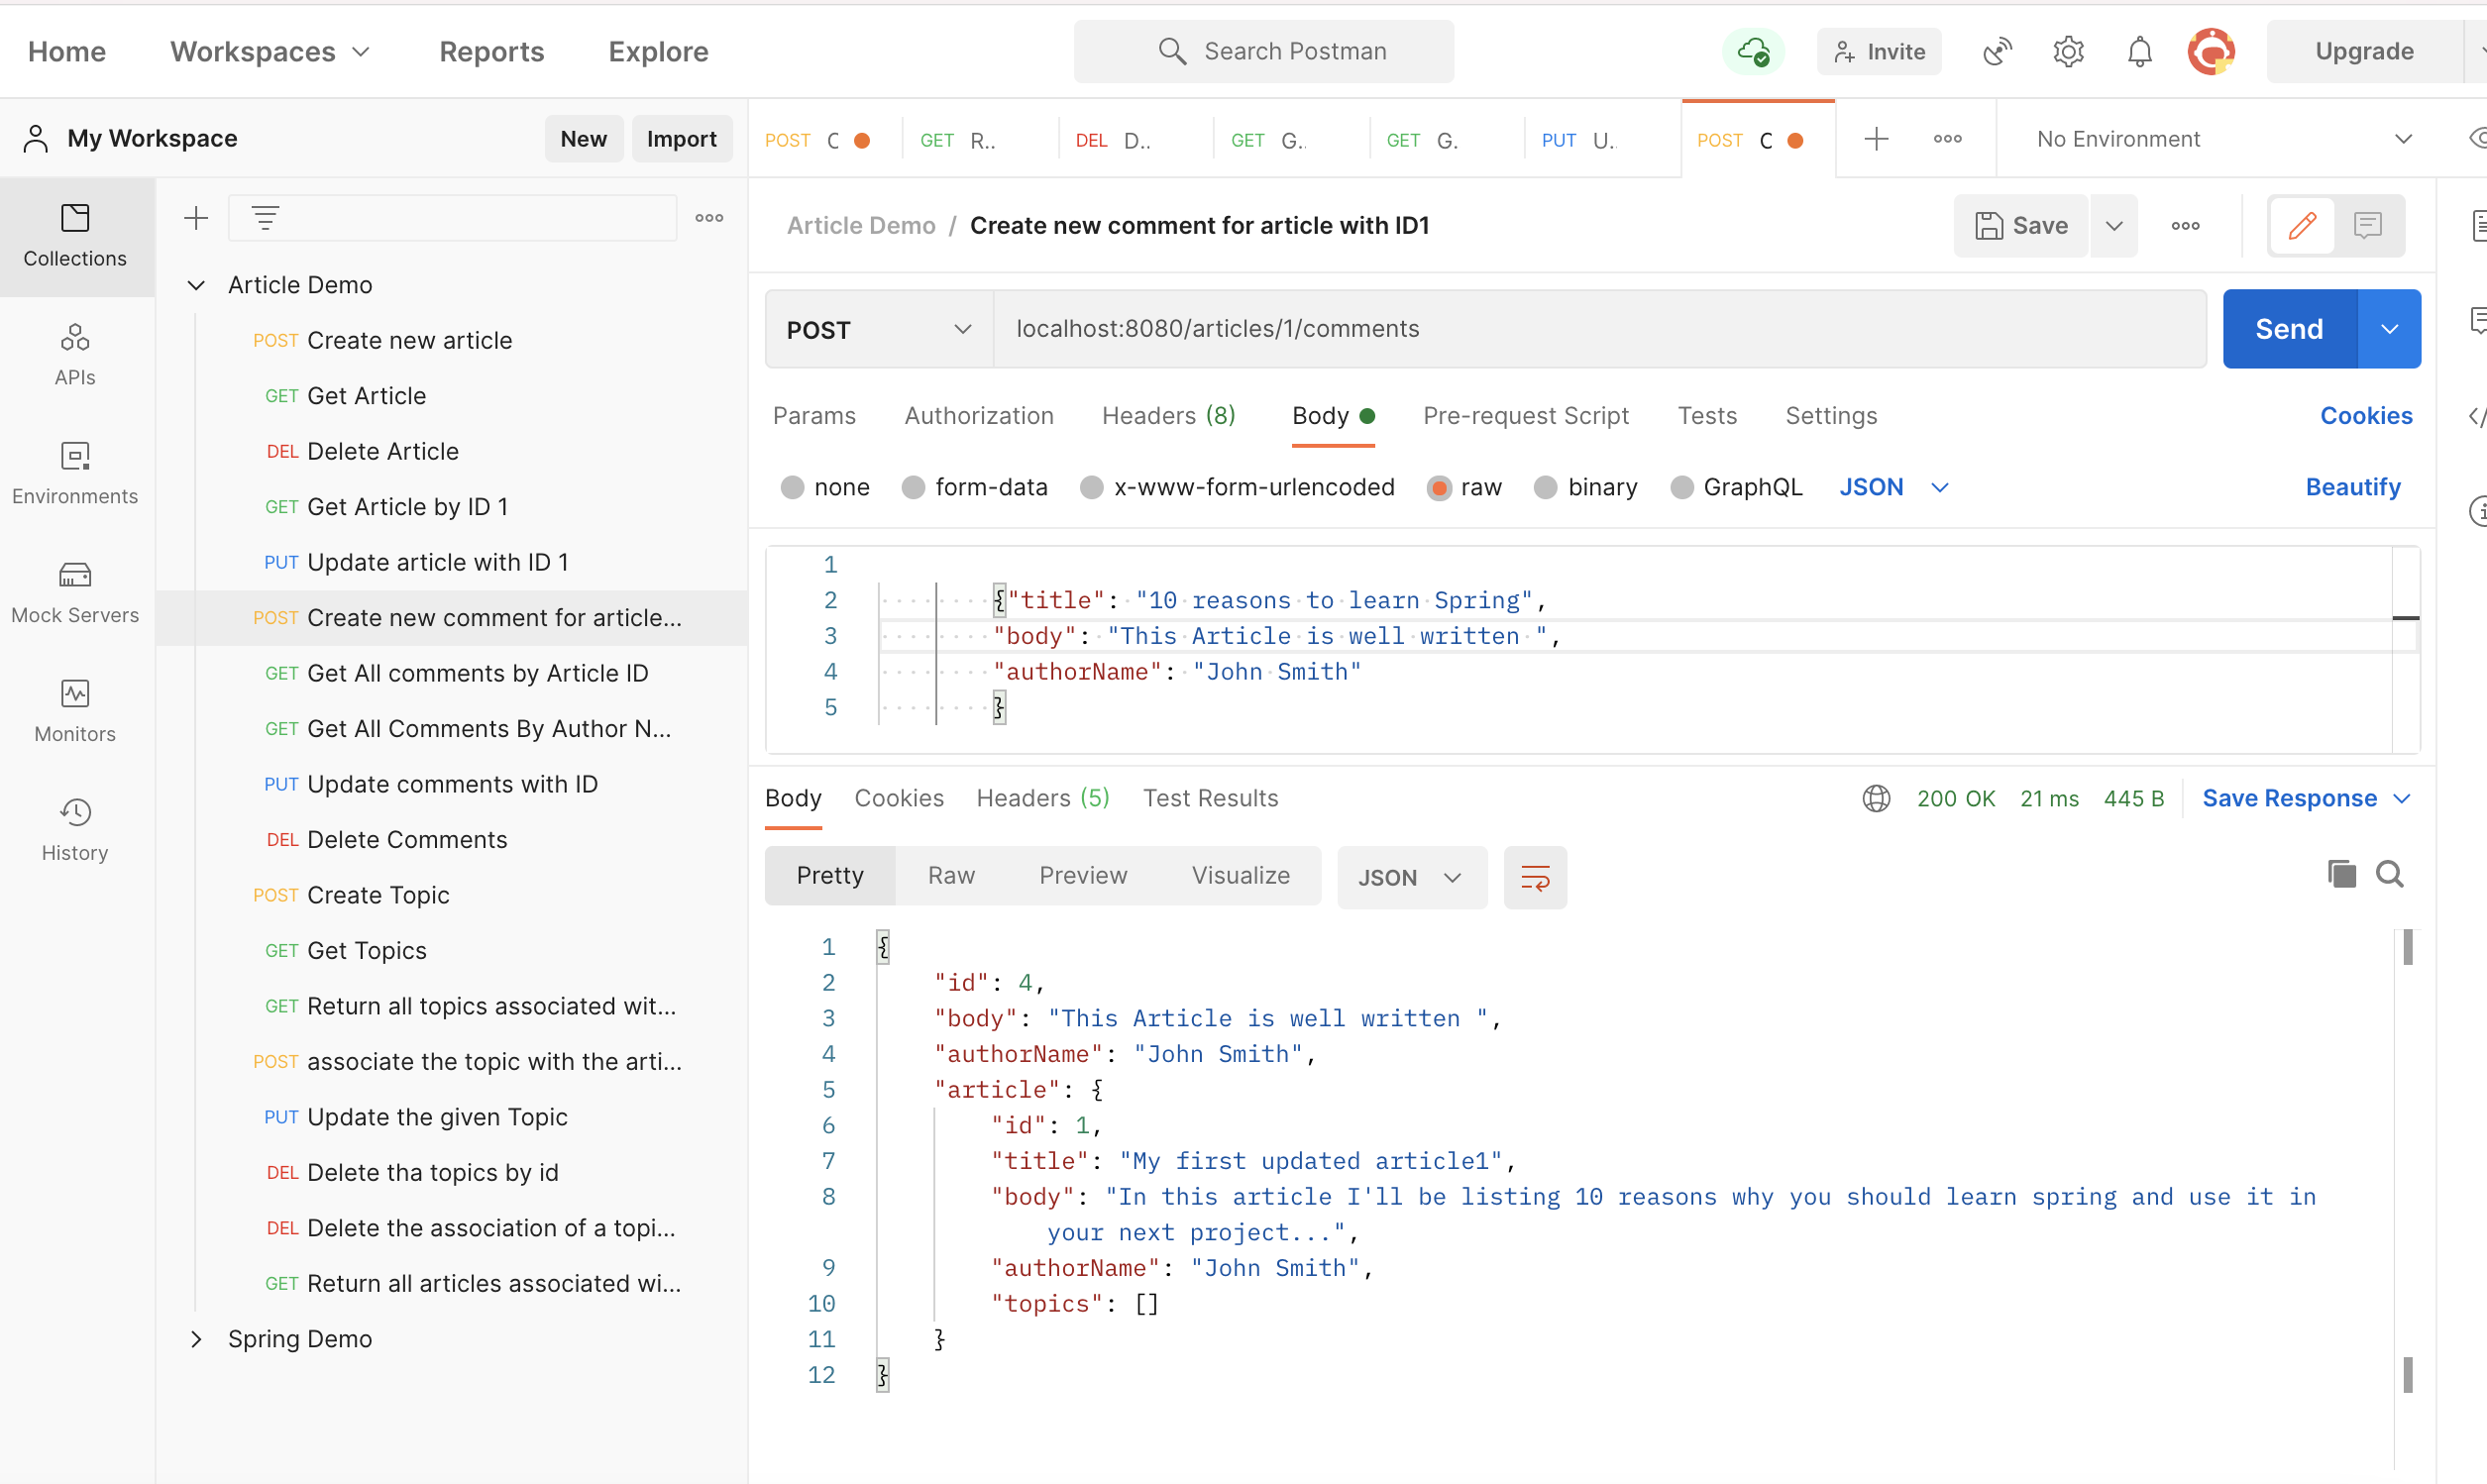 Home Workspaces Reports Explore Search Postman Invite Upgrade
My Workspace New Import
POST C GET R.. DEL D.. GET G. GET G. PUT U. POST C No Environment
Collections
APIs
Environments
Mock Servers
Monitors
History
Article Demo
POST Create new article
GET Get Article
DEL Delete Article
GET Get Article by ID 1
PUT Update article with ID 1
POST Create new comment for article...
GET Get All comments by Article ID
GET Get All Comments By Author N...
PUT Update comments with ID
DEL Delete Comments
POST Create Topic
GET Get Topics
GET Return all topics associated wit...
POST associate the topic with the arti...
PUT Update the given Topic
DEL Delete tha topics by id
DEL Delete the association of a topi...
GET Return all articles associated wi...
Spring Demo
Article Demo / Create new comment for article with ID1 Save
POST localhost:8080/articles/1/comments Send
Params Authorization Headers (8) Body Pre-request Script Tests Settings Cookies
none form-data x-www-form-urlencoded raw binary GraphQL JSON Beautify
1
2 {"title": "10 reasons to learn Spring",
3 "body": "This Article is well written ",
4 "authorName": "John Smith"
5 }
Body Cookies Headers (5) Test Results 200 OK 21 ms 445 B Save Response
Pretty Raw Preview Visualize JSON
1 {
2 "id": 4,
3 "body": "This Article is well written ",
4 "authorName": "John Smith",
5 "article": {
6 "id": 1,
7 "title": "My first updated article1",
8 "body": "In this article I'll be listing 10 reasons why you should learn spring and use it in
your next project...",
9 "authorName": "John Smith",
10 "topics": []
11 }
12 }